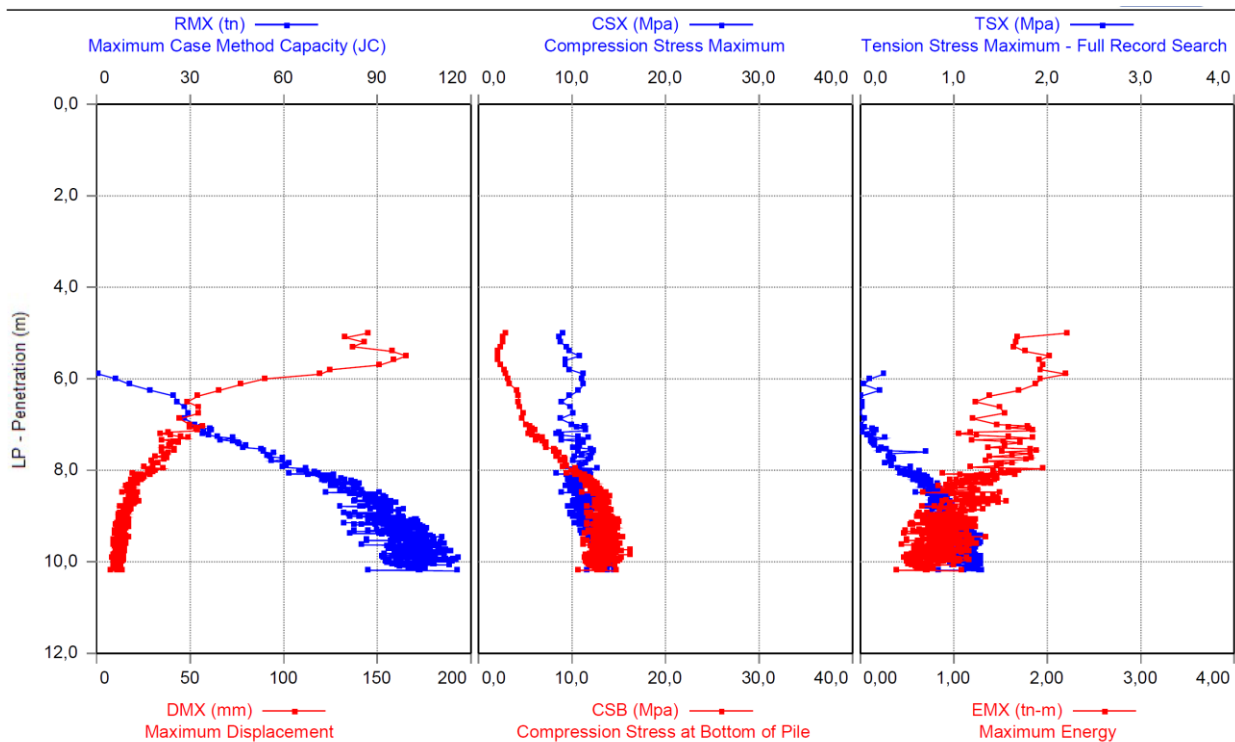 RMX (tn)
Maximum Case Method Capacity (JC)
CSX (Mpa)
Compression Stress Maximum
TSX (Mpa)
Tension Stress Maximum - Full Record Search
0 30 60 90 120
0,0 10,0 20,0 30,0 40,0
0,0 1,0 2,0 3,0 4,0
LP - Penetration (m)
0,0
2,0
4,0
6,0
8,0
10,0
12,0
0 50 100 150 200
0,0 10,0 20,0 30,0 40,0
0,00 1,00 2,00 3,00 4,00
DMX (mm)
Maximum Displacement
CSB (Mpa)
Compression Stress at Bottom of Pile
EMX (tn-m)
Maximum Energy